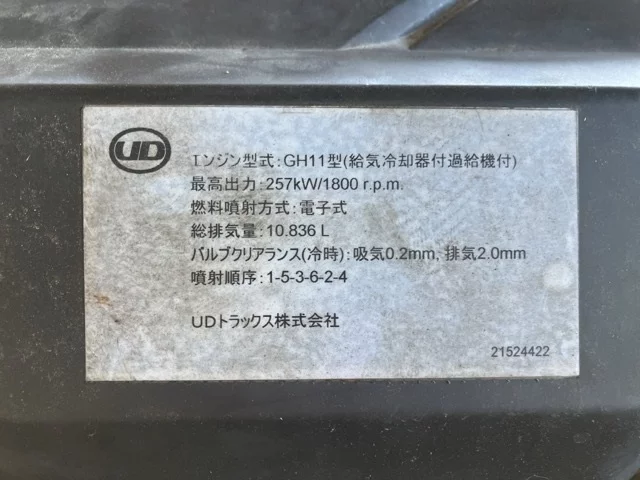 UD
エンジン型式:GH11型(給気冷却器付過給機付)
最高出力:257kW/1800 r.p.m.
燃料噴射方式:電子式
総排気量:10.836 L
バルブクリアランス(冷時):吸気0.2mm, 排気2.0mm
噴射順序:1-5-3-6-2-4
UDトラックス株式会社
21524422